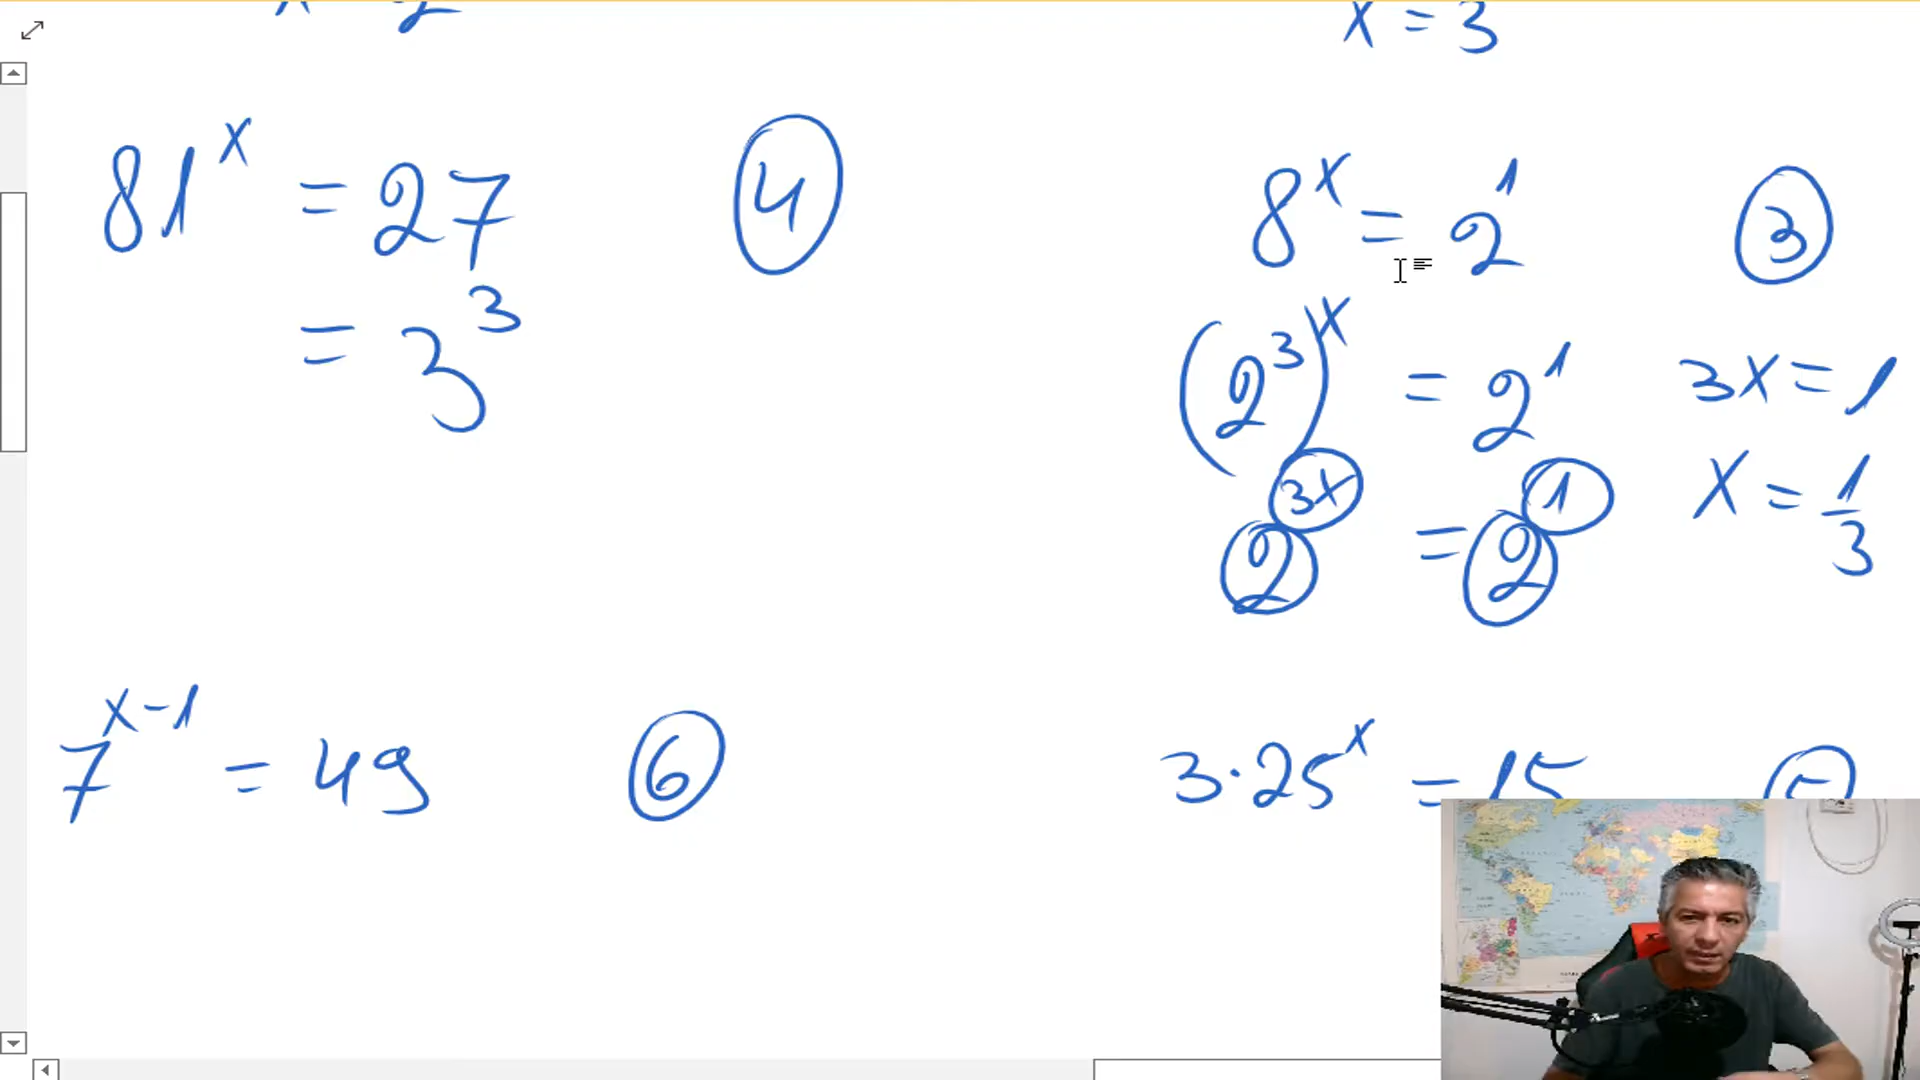 x = 3
81^x = 27
④
= 3^3
8^x = 2^1
③
(2^3)^x = 2^1
3x = 1
2^3x = 2^1
x = 1/3
7^x-1 = 49
⑥
3·25^x = 15